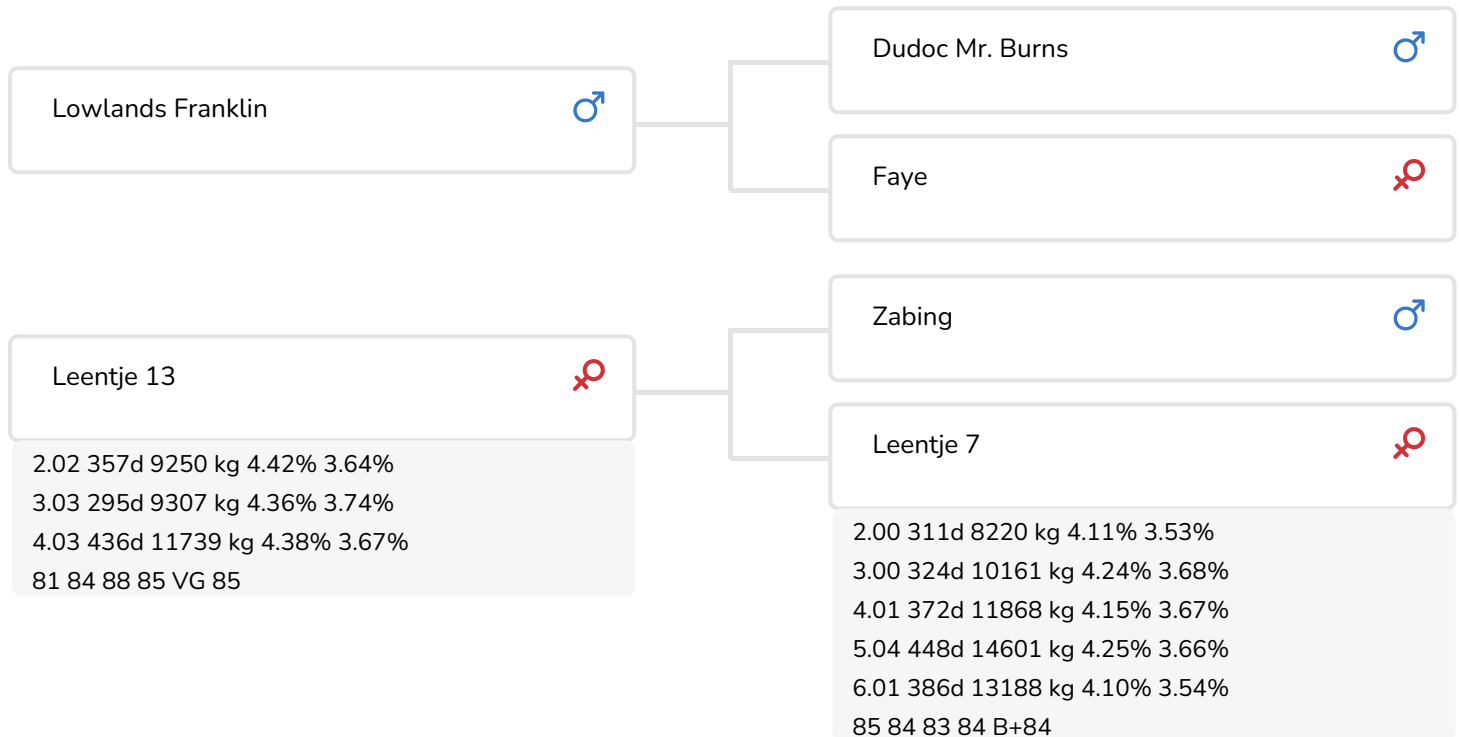 Dudoc Mr. Burns
Lowlands Franklin
Faye
Zabing
Leentje 13
Leentje 7
2.02 357d 9250 kg 4.42% 3.64%
3.03 295d 9307 kg 4.36% 3.74%
4.03 436d 11739 kg 4.38% 3.67%
81 84 88 85 VG 85
2.00 311d 8220 kg 4.11% 3.53%
3.00 324d 10161 kg 4.24% 3.68%
4.01 372d 11868 kg 4.15% 3.67%
5.04 448d 14601 kg 4.25% 3.66%
6.01 386d 13188 kg 4.10% 3.54%
85 84 83 84 B+84